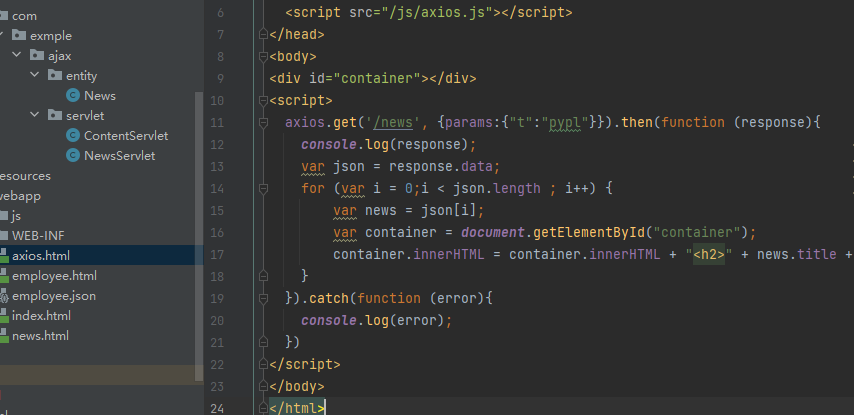 com
exmple
ajax
entity
News
servlet
ContentServlet
NewsServlet
esources
webapp
js
WEB-INF
axios.html
employee.html
employee.json
index.html
news.html
6 <script src="/js/axios.js"></script>
7 </head>
8 <body>
9 <div id="container"></div>
10 <script>
11 axios.get('/news', {params:{"t":"pypl"}}).then(function (response){
12 console.log(response);
13 var json = response.data;
14 for (var i = 0;i < json.length ; i++) {
15 var news = json[i];
16 var container = document.getElementById("container");
17 container.innerHTML = container.innerHTML + "<h2>" + news.title +
18 }
19 }).catch(function (error){
20 console.log(error);
21 })
22 </script>
23 </body>
24 </html>